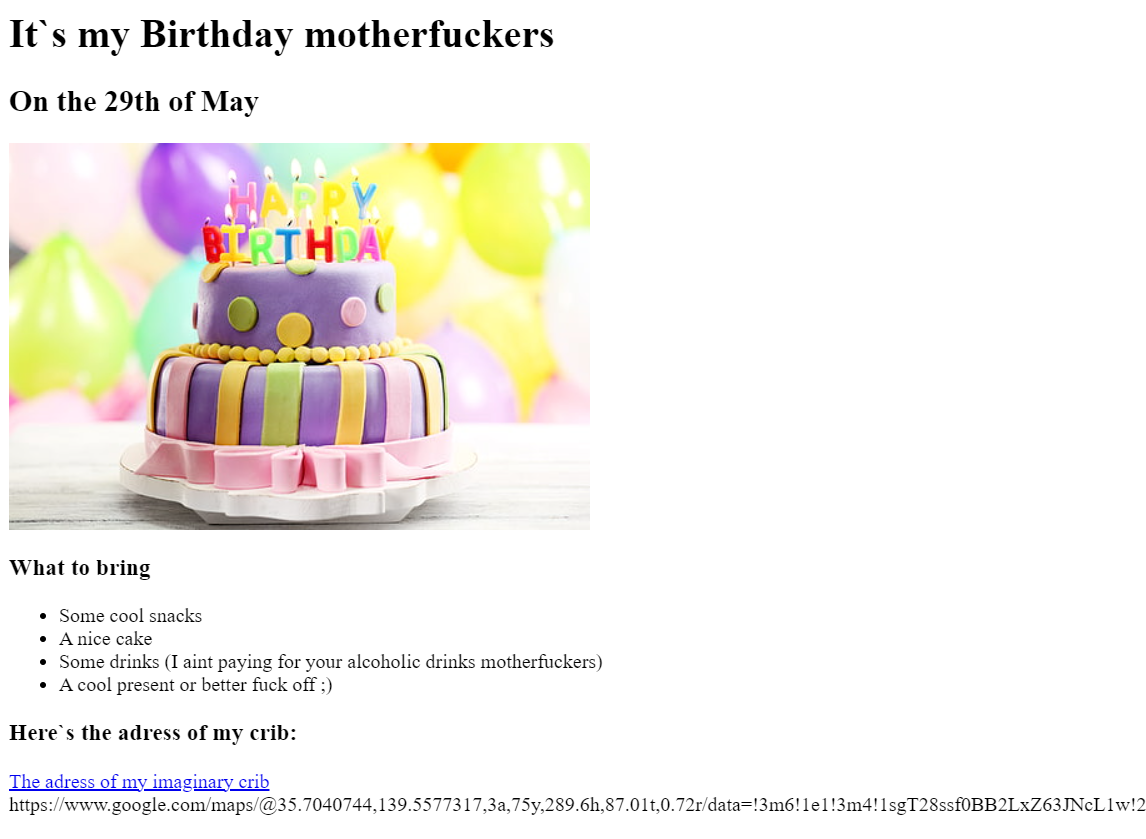 It`s my Birthday motherfuckers
On the 29th of May
HAPPY
BIRTHDAY
What to bring
Some cool snacks
A nice cake
Some drinks (I aint paying for your alcoholic drinks motherfuckers)
A cool present or better fuck off ;)
Here`s the adress of my crib:
The adress of my imaginary crib
https://www.google.com/maps/@35.7040744,139.5577317,3a,75y,289.6h,87.01t,0.72r/data=!3m6!1e1!3m4!1sgT28ssf0BB2LxZ63JNcL1w!2